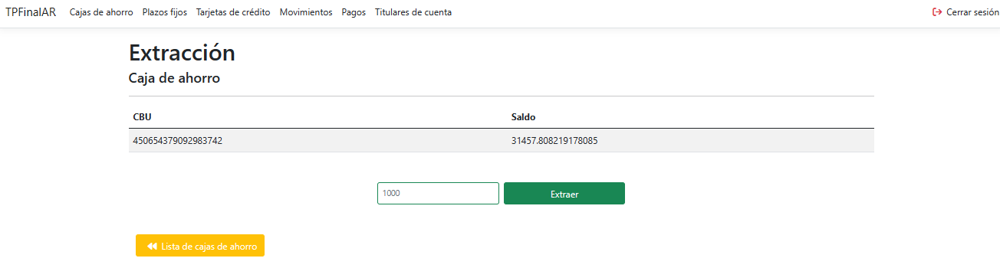 TPFinalAR Cajas de ahorro Plazos fijos Tarjetas de crédito Movimientos Pagos Titulares de cuenta Cerrar sesión
Extracción
Caja de ahorro
CBU Saldo
450654379092983742 31457.808219178085
1000 Extraer
Lista de cajas de ahorro